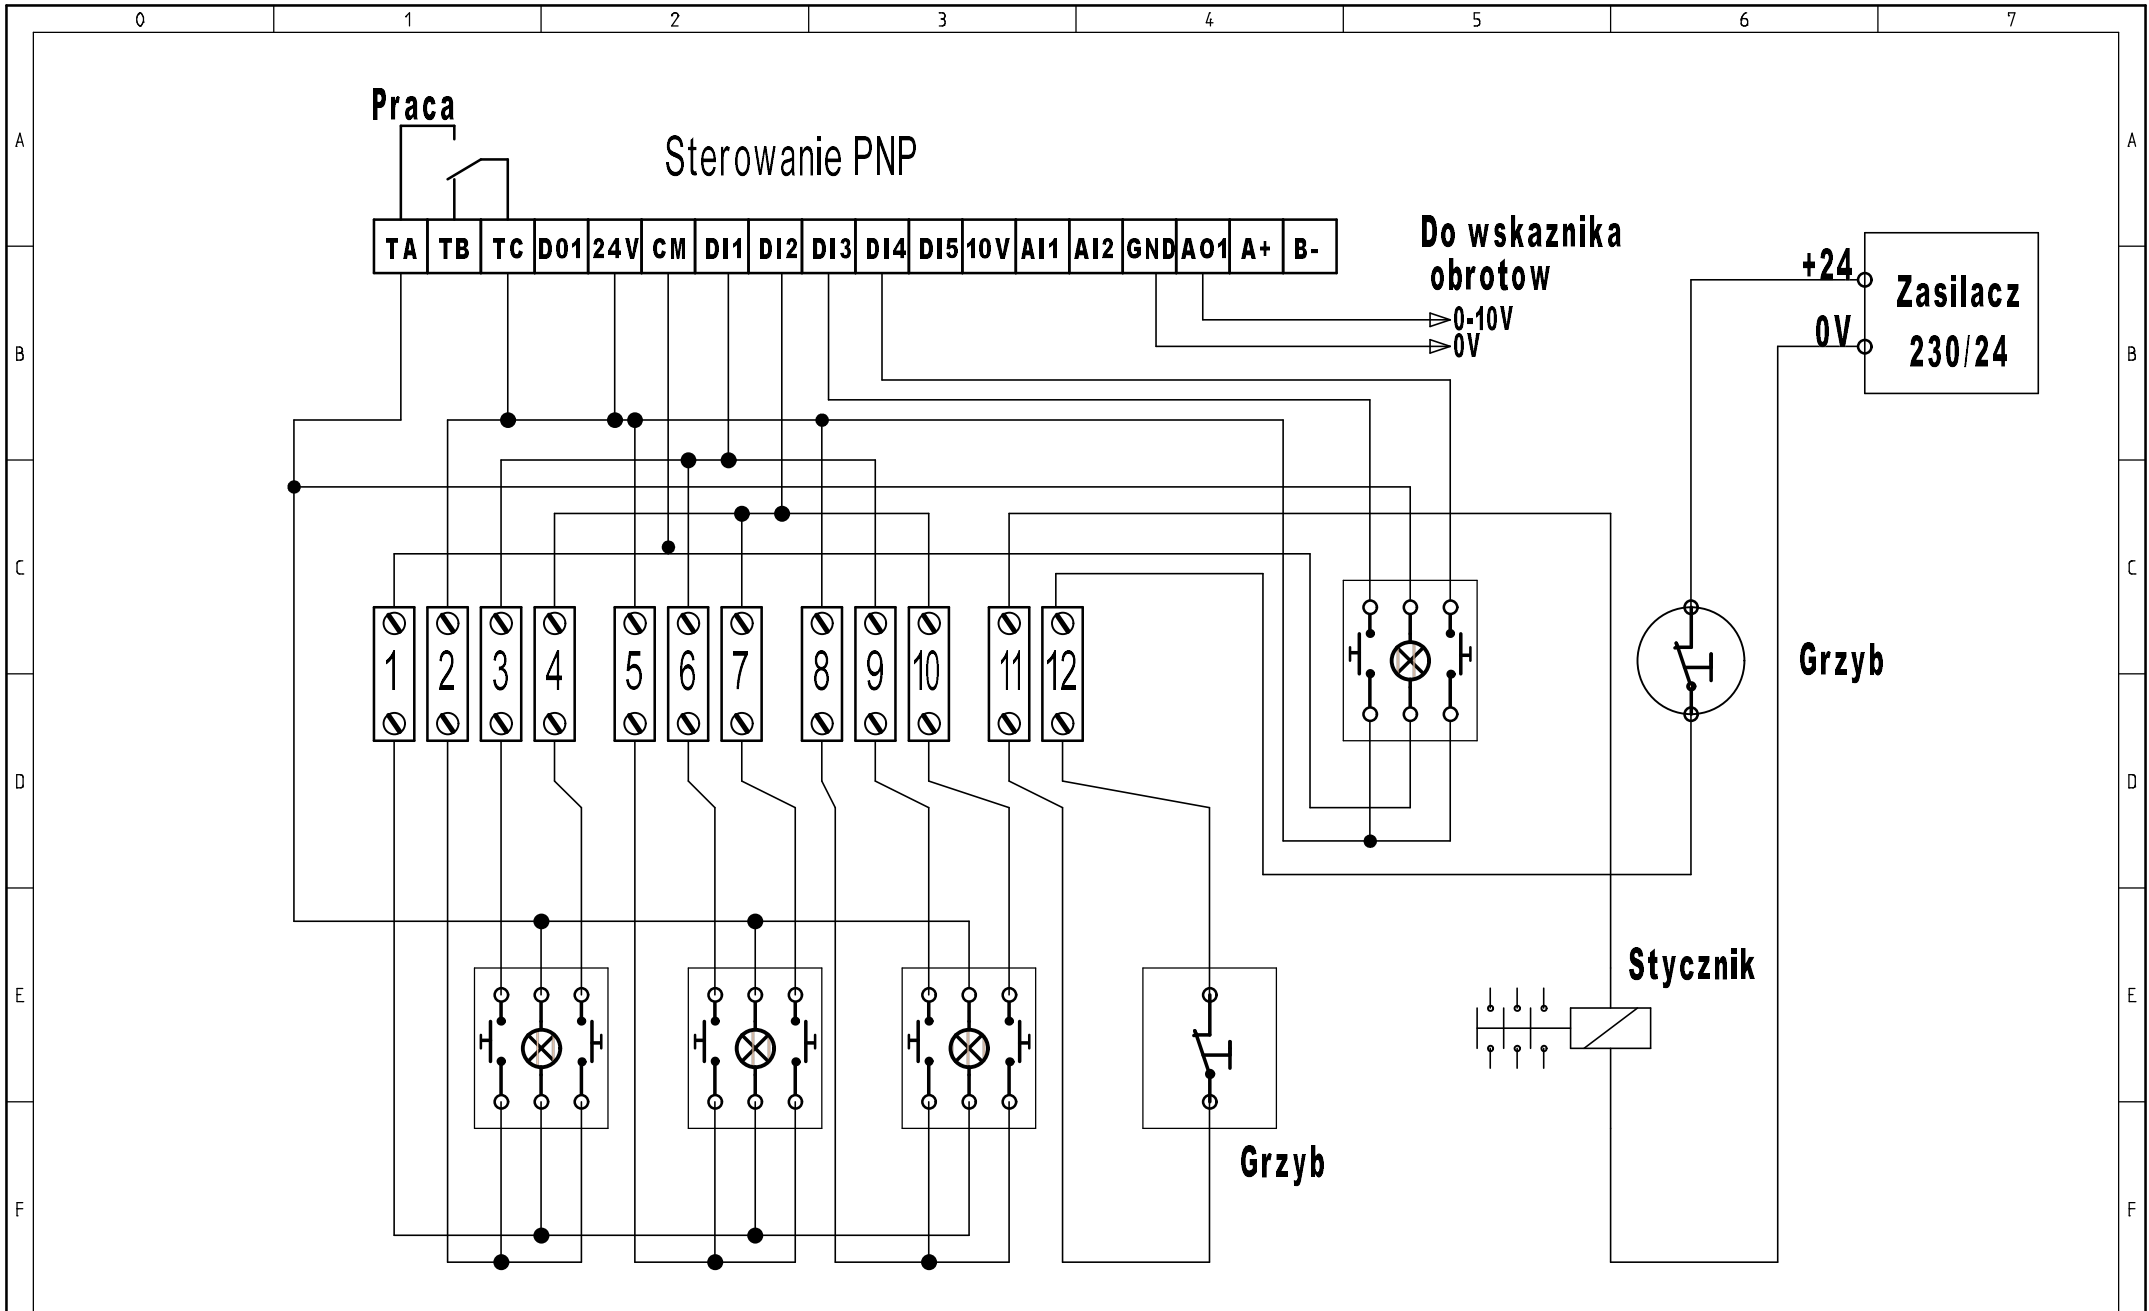 0 1 2 3 4 5 6 7
Praca
A A
Sterowanie PNP
TA TB TC DO1 24V CM DI1 DI2 DI3 DI4 DI5 10V AI1 AI2 GND AO1 A+ B-
Do wskaznika
obrotow
0-10V
0V
+24
0V
Zasilacz
230/24
B B
C C
1 2 3 4 5 6 7 8 9 10 11 12
Grzyb
D D
Stycznik
E E
Grzyb
F F